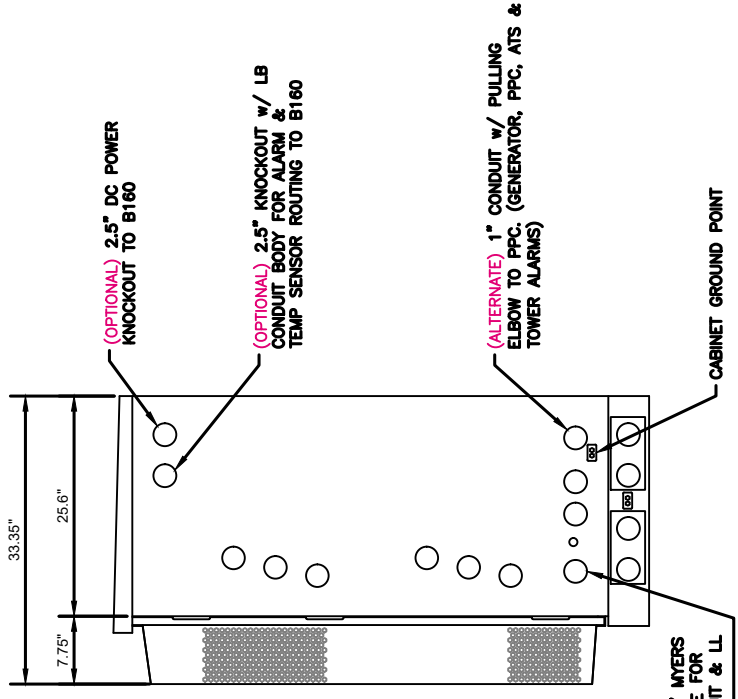 33.35"
25.6"
7.75"
(OPTIONAL) 2.5" DC POWER
KNOCKOUT TO B160
(OPTIONAL) 2.5" KNOCKOUT w/ LB
CONDUIT BODY FOR ALARM &
TEMP SENSOR ROUTING TO B160
(ALTERNATE) 1" CONDUIT w/ PULLING
ELBOW TO PPC. (GENERATOR, PPC, ATS &
TOWER ALARMS)
CABINET GROUND POINT
MYERS
FOR
& LL